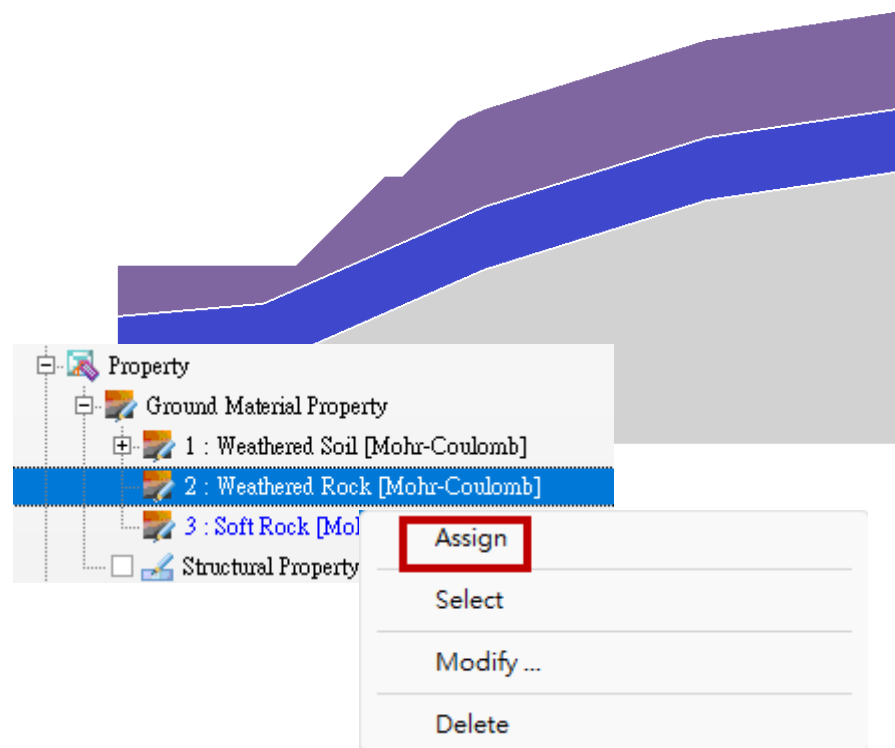 Property
Ground Material Property
1 : Weathered Soil [Mohr-Coulomb]
2 : Weathered Rock [Mohr-Coulomb]
3 : Soft Rock [Mol
Structural Property
Assign
Select
Modify ...
Delete